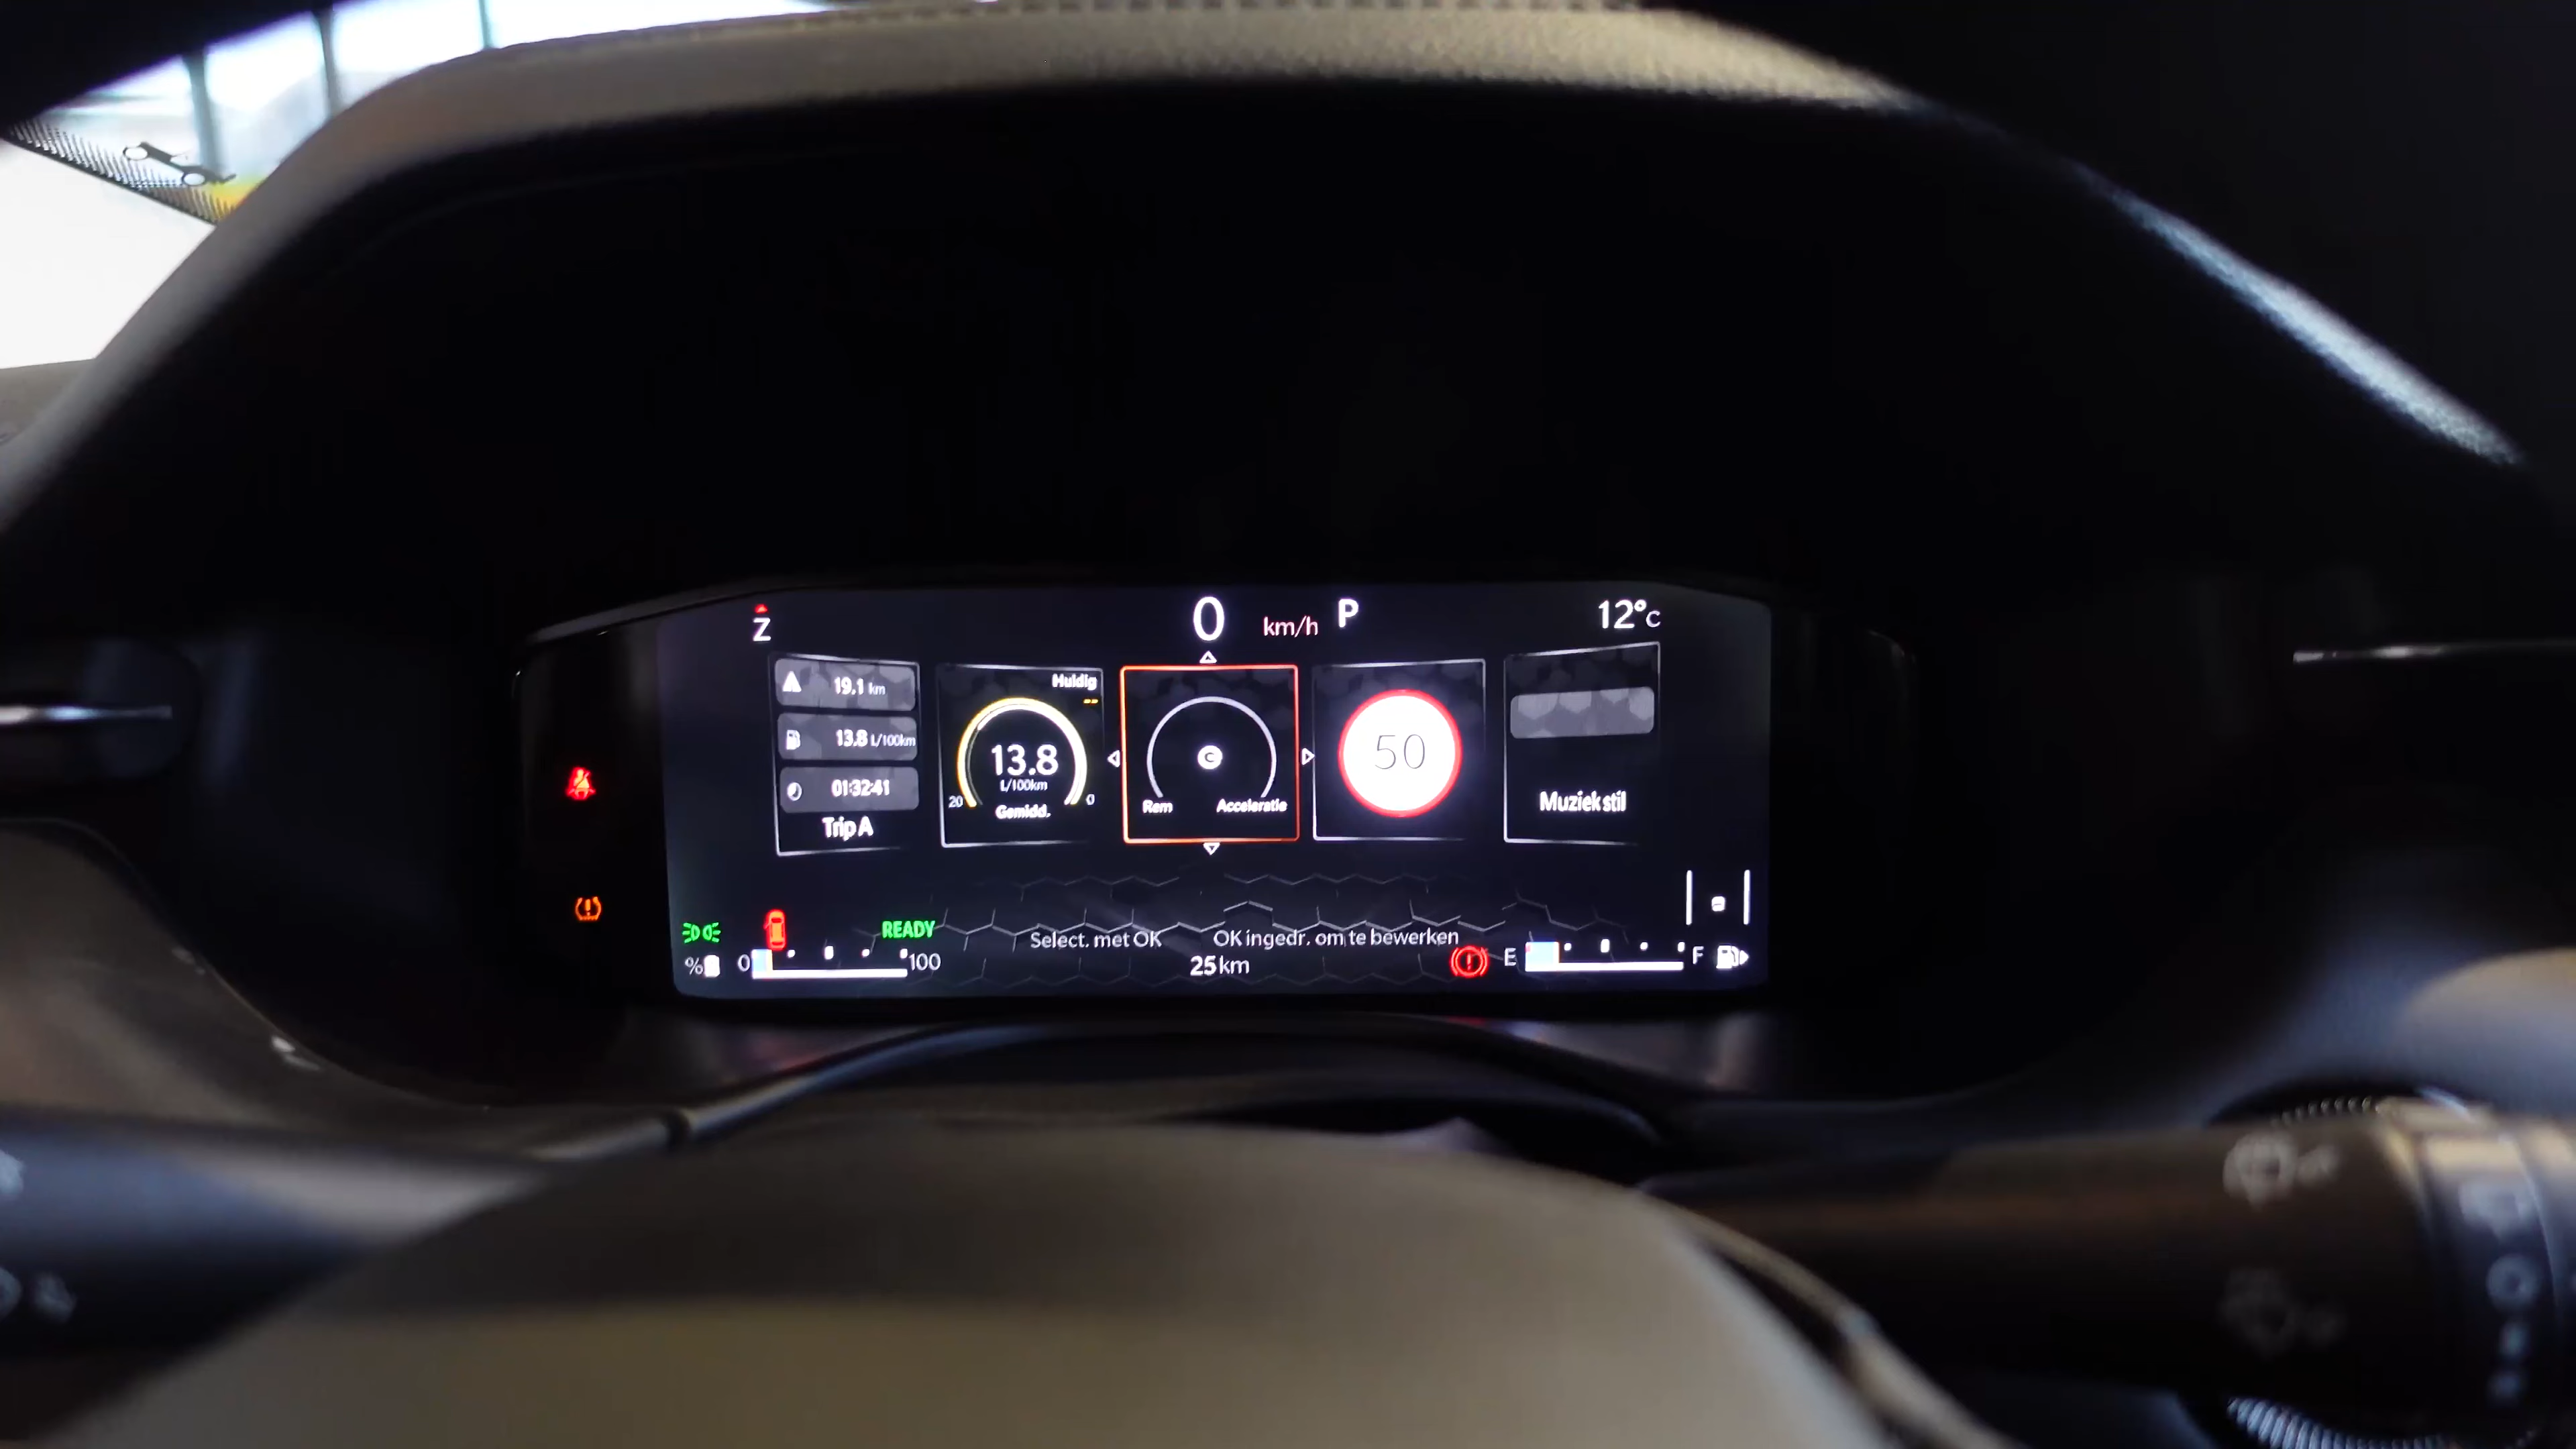 Z
0 km/h P
12°C
19.1 km
13.8 L/100km
01:32:41
Trip A
Huldig
--
13.8
L/100km
20 0
Gemidd.
C
Rem Acceleratie
50
Muziek stil
READY
Select. met OK OK ingedr. om te bewerken
% 0 100
25 km
E F